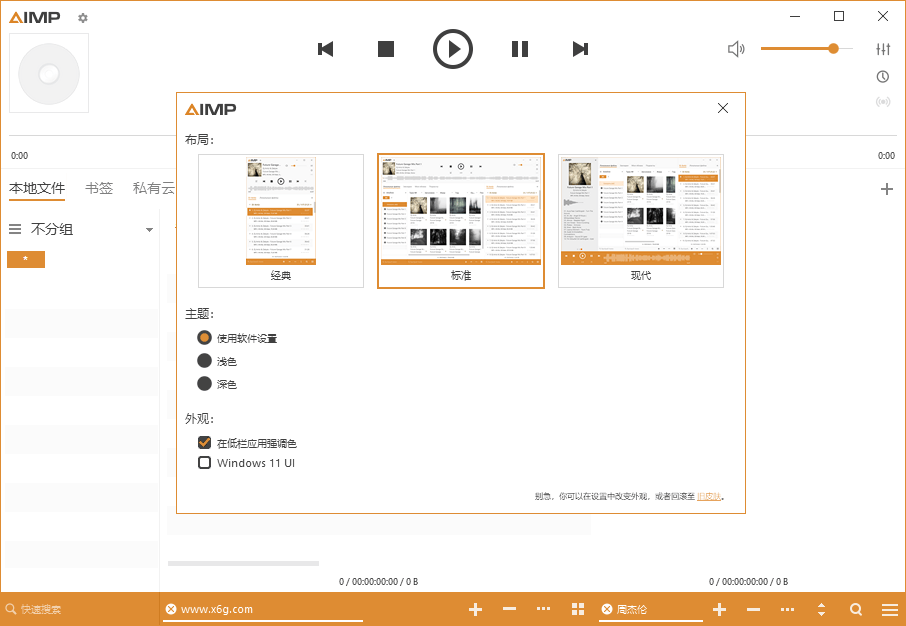 AIMP
0:00
0:00
本地文件
书签
私有云
不分组
*
AIMP
布局:
经典
标准
现代
主题:
使用软件设置
浅色
深色
外观:
在低栏应用强调色
Windows 11 UI
别急，你可以在设置中改变外观，或者回滚至 旧皮肤。
0 / 00:00:00:00 / 0 B
0 / 00:00:00:00 / 0 B
快速搜索
www.x6g.com
周杰伦